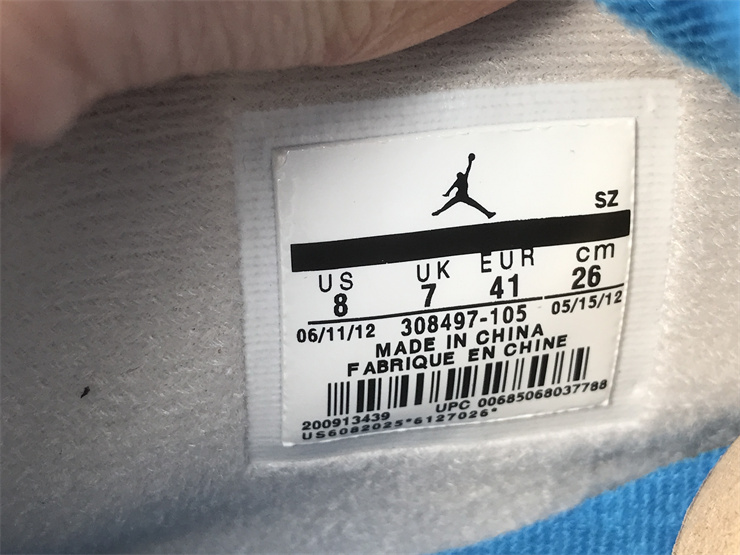 SZ
US UK EUR cm
8 7 41 26
06/11/12 308497-105 05/15/12
MADE IN CHINA
FABRIQUE EN CHINE
200913439 UPC 00685068037788
US6082025*6127026*